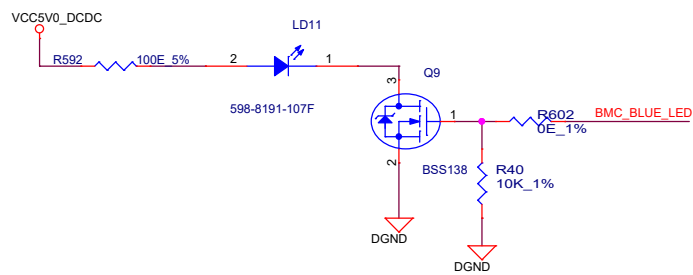 VCC5V0_DCDC
LD11
R592
100E_5%
2
1
598-8191-107F
Q9
3
1
2
BSS138
R602
0E_1%
BMC_BLUE_LED
R40
10K_1%
DGND
DGND